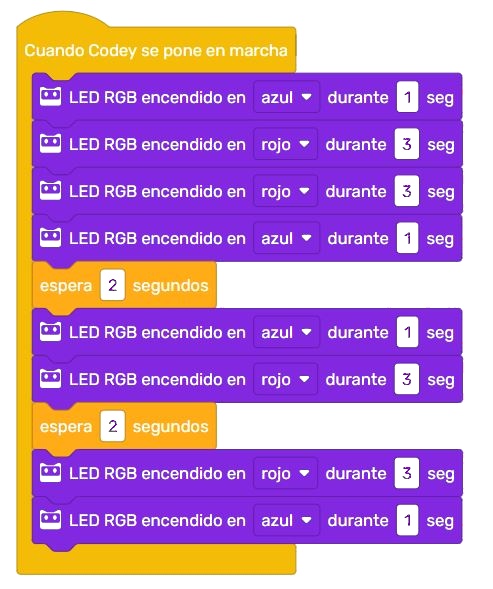 Cuando Codey se pone en marcha
LED RGB encendido en azul durante 1 seg
LED RGB encendido en rojo durante 3 seg
LED RGB encendido en rojo durante 3 seg
LED RGB encendido en azul durante 1 seg
espera 2 segundos
LED RGB encendido en azul durante 1 seg
LED RGB encendido en rojo durante 3 seg
espera 2 segundos
LED RGB encendido en rojo durante 3 seg
LED RGB encendido en azul durante 1 seg